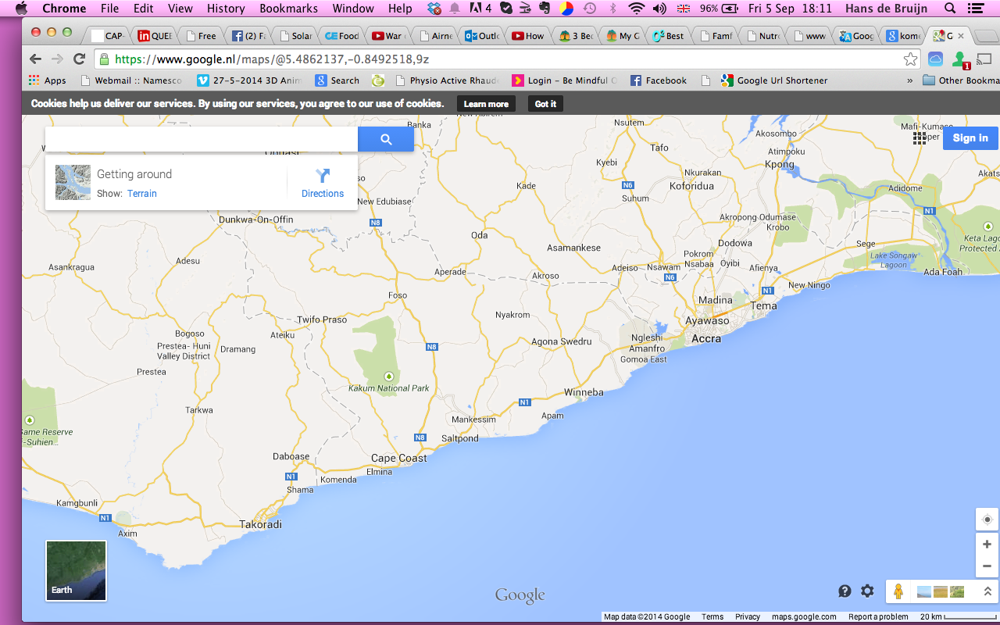 Chrome File Edit View History Bookmarks Window Help 4 96% Fri 5 Sep 18:11 Hans de Bruijn
CAP- QUEE Free (2) Fa Solar Food War Airne Outlo How 3 Bec My G Best Famf Nutro www Goog kom G
https://www.google.nl/maps/@5.4862137,-0.8492518,9z
Apps Webmail :: Namesco 27-5-2014 3D Anim Search Physio Active Rhaud Login – Be Mindful O Facebook Google Url Shortener » Other Bookma
Cookies help us deliver our services. By using our services, you agree to our use of cookies. Learn more Got it
Banka
Nsutem
Mafi-Kumase
Akosombo
Sign in
Tafo
Atimpoku
Kyebi
Kpong
Getting around
Nkurakan
Akats
Show: Terrain
Directions
Kade
N6
Koforidua
Adidome
Suhum
New Edubiase
N1
Dunkwa-On-Offin
N8
Akropong Odumase
Krobo
Oda
Keta Lago
Protected A
Asamankese
Dodowa
Sege
Adesu
Pokrom
Nsabaa
Lake Songaw
Lagoon
Asankragua
Aperade
Akroso
Adeiso
Nsawam
Oyibi
Afienya
Ada Foah
N6
New Ningo
Foso
N1
Madina
Tema
Twifo Praso
Nyakrom
Ayawaso
Bogoso
Ateiku
Accra
Prestea- Huni
Valley District
Dramang
N8
Agona Swedru
Ngleshi
Amanfro
Gomoa East
Prestea
Kakum National Park
Winneba
N1
Tarkwa
Mankessim
Apam
Game Reserve
-Suhien...
N8
Saltpond
Daboase
Cape Coast
N1
Komenda
Elmina
Shama
Kamgbunli
N1
Takoradi
Axim
Earth
Google
Map data ©2014 Google Terms Privacy maps.google.com Report a problem 20 km